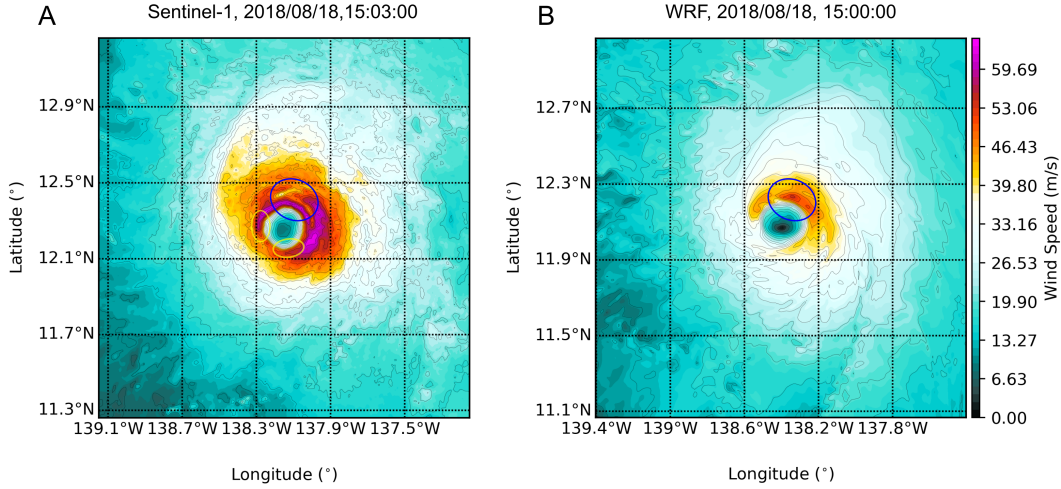 A
Sentinel-1, 2018/08/18,15:03:00
12.9°N
12.5°N
12.1°N
11.7°N
11.3°N
139.1°W 138.7°W 138.3°W 137.9°W 137.5°W
Latitude (°)
Longitude (°)
B
WRF, 2018/08/18, 15:00:00
12.7°N
12.3°N
11.9°N
11.5°N
11.1°N
139.4°W 139°W 138.6°W 138.2°W 137.8°W
Latitude (°)
Longitude (°)
59.69
53.06
46.43
39.80
33.16
26.53
19.90
13.27
6.63
0.00
Wind Speed (m/s)